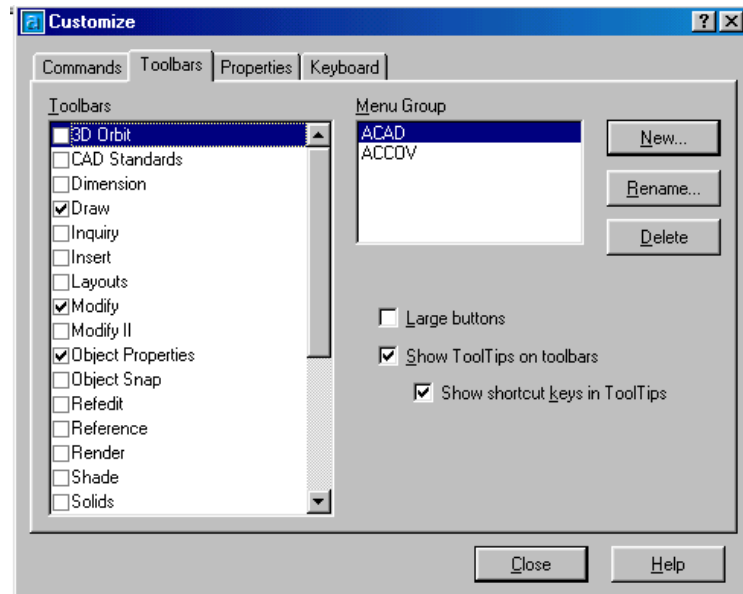 Customize
Commands
Toolbars
Properties
Keyboard
Toolbars
3D Orbit
CAD Standards
Dimension
Draw
Inquiry
Insert
Layouts
Modify
Modify II
Object Properties
Object Snap
Refedit
Reference
Render
Shade
Solids
Menu Group
ACAD
ACCOV
New...
Rename...
Delete
Large buttons
Show ToolTips on toolbars
Show shortcut keys in ToolTips
Close
Help